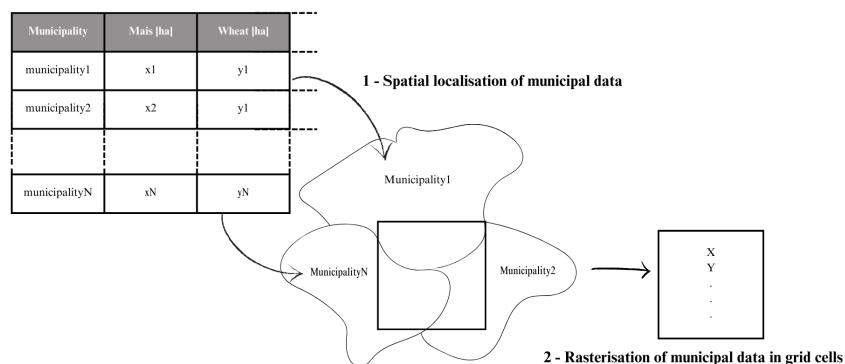 Municipality Mais [ha] Wheat [ha]
municipality1 x1 y1
municipality2 x2 y1
municipalityN xN yN
1 - Spatial localisation of municipal data
Municipality1
MunicipalityN
Municipality2
X
Y
.
.
.
2 - Rasterisation of municipal data in grid cells